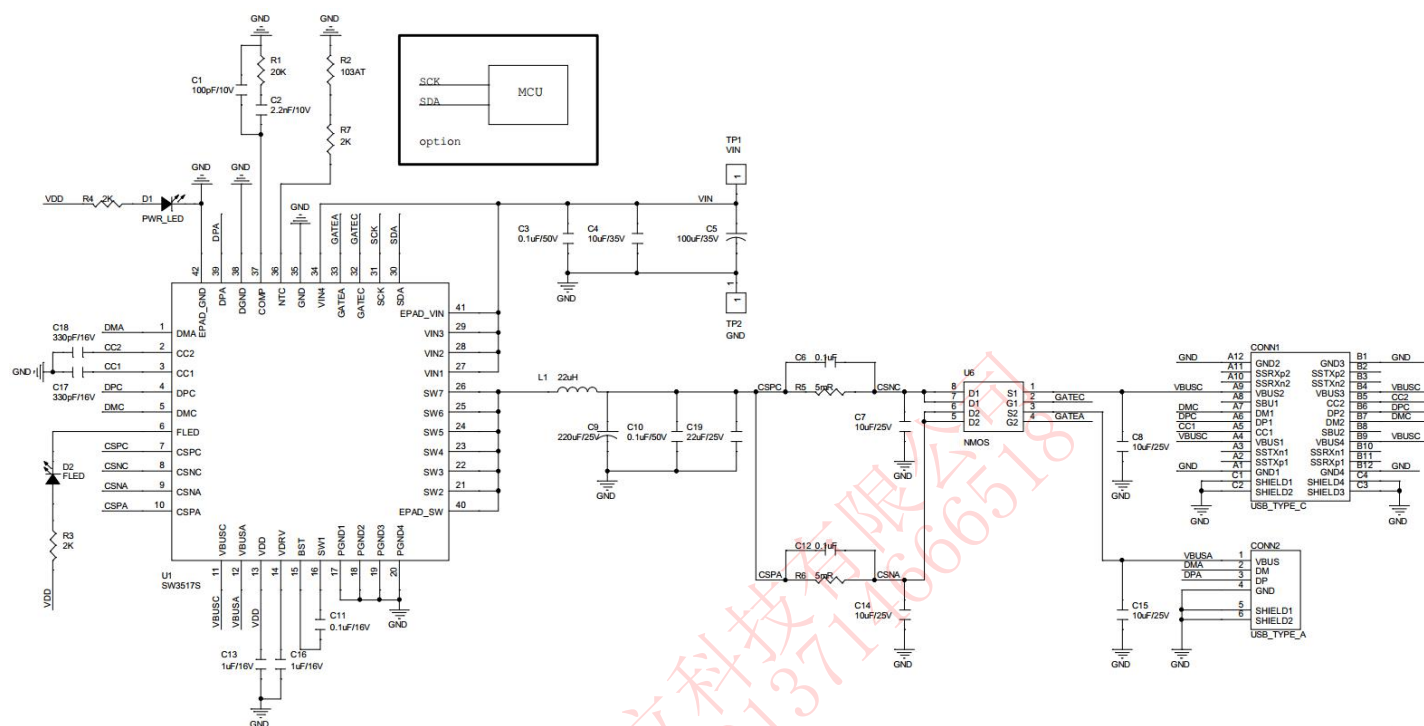 GND
GND
R1
20K
C1
100pF/10V
C2
2.2nF/10V
R2
103AT
R7
2K
SCK
SDA
MCU
option
TP1
VIN
1
GND
GND
VDD
R4
2K
D1
PWR_LED
GND
VIN
DPA
GATEA
GATEC
SCK
SDA
C3
0.1uF/50V
C4
10uF/35V
C5
100uF/35V
GND
1
1
TP2
GND
42
39
38
37
36
35
34
33
32
31
30
EPAD_GND
DPA
DGND
COMP
NTC
GND
VIN4
GATEA
GATEC
SCK
SDA
C18
330pF/16V
GND
C17
330pF/16V
DMA
1
DMA
CC2
2
CC2
CC1
3
CC1
DPC
4
DPC
DMC
5
DMC
6
FLED
CSPC
7
CSPC
CSNC
8
CSNC
CSNA
9
CSNA
CSPA
10
CSPA
D2
FLED
R3
2K
VDD
EPAD_VIN
41
VIN3
29
VIN2
28
VIN1
27
SW7
26
SW6
25
SW5
24
SW4
23
SW3
22
SW2
21
EPAD_SW
40
U1
SW3517S
VBUSC
VBUSA
VDD
VDRV
BST
SW1
PGND1
PGND2
PGND3
PGND4
11
12
13
14
15
16
17
18
19
20
VBUSC
VBUSA
VDD
C11
0.1uF/16V
GND
C13
1uF/16V
C16
1uF/16V
GND
L1
22uH
C9
220uF/25V
C10
0.1uF/50V
C19
22uF/25V
GND
C6
0.1uF
CSPC
R5
5mR
CSNC
C7
10uF/25V
GND
C12
0.1uF
CSPA
R6
5mR
CSNA
C14
10uF/25V
GND
U6
8
D1
S1
1
7
D1
G1
2
GATEC
6
D2
S2
3
5
D2
G2
4
GATEA
NMOS
VBUSC
C8
10uF/25V
GND
CONN1
GND
A12
GND2
GND3
B1
GND
A11
SSRXp2
SSTXp2
B2
A10
SSRXn2
SSTXn2
B3
VBUSC
A9
VBUS2
VBUS3
B4
VBUSC
A8
SBU1
CC2
B5
CC2
DMC
A7
DM1
DP2
B6
DPC
DPC
A6
DP1
DM2
B7
DMC
CC1
A5
CC1
SBU2
B8
VBUSC
A4
VBUS1
VBUS4
B9
VBUSC
A3
SSTXn1
SSRXn1
B10
A2
SSTXp1
SSRXp1
B11
GND
A1
GND1
GND4
B12
GND
C1
SHIELD1
SHIELD4
C4
C2
SHIELD2
SHIELD3
C3
USB_TYPE_C
GND
GND
CONN2
VBUSA
1
VBUS
DMA
2
DM
DPA
3
DP
4
GND
5
SHIELD1
6
SHIELD2
USB_TYPE_A
C15
10uF/25V
GND
GND
科技有限公司
13714666518